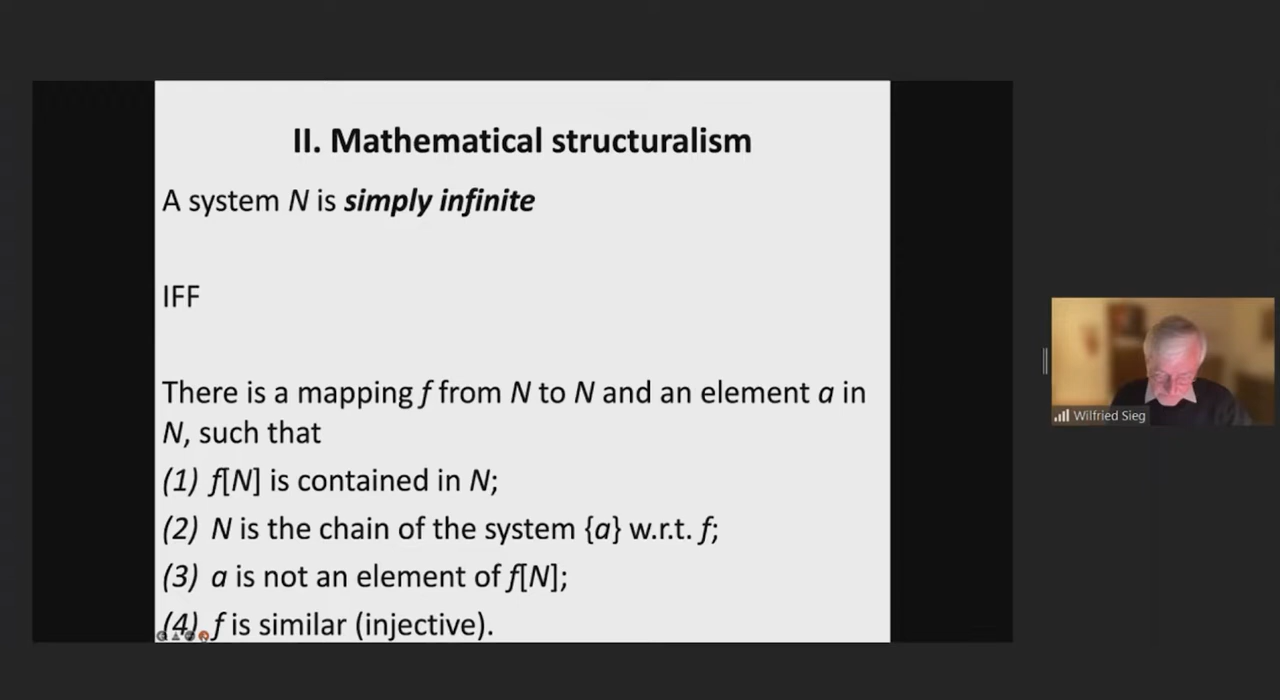 II. Mathematical structuralism
A system N is simply infinite
IFF
There is a mapping f from N to N and an element a in
N, such that
(1) f[N] is contained in N;
(2) N is the chain of the system {a} w.r.t. f;
(3) a is not an element of f[N];
(4) f is similar (injective).
Wilfried Sieg